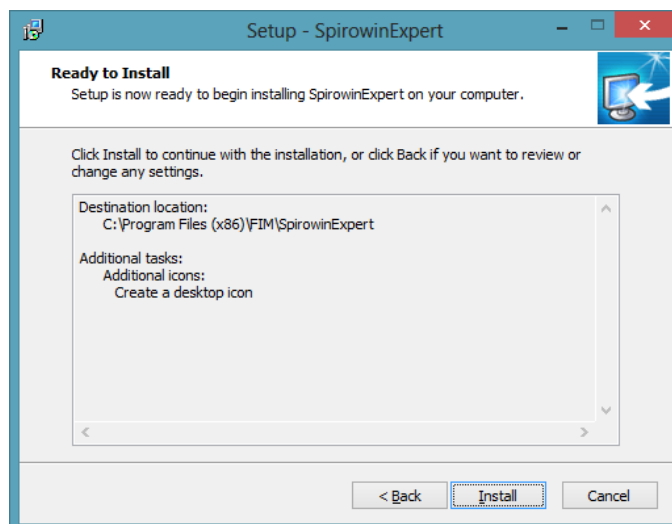 Setup - SpirowinExpert
Ready to Install
Setup is now ready to begin installing SpirowinExpert on your computer.
Click Install to continue with the installation, or click Back if you want to review or
change any settings.
Destination location:
C:\Program Files (x86)\FIM\SpirowinExpert
Additional tasks:
Additional icons:
Create a desktop icon
< Back
Install
Cancel